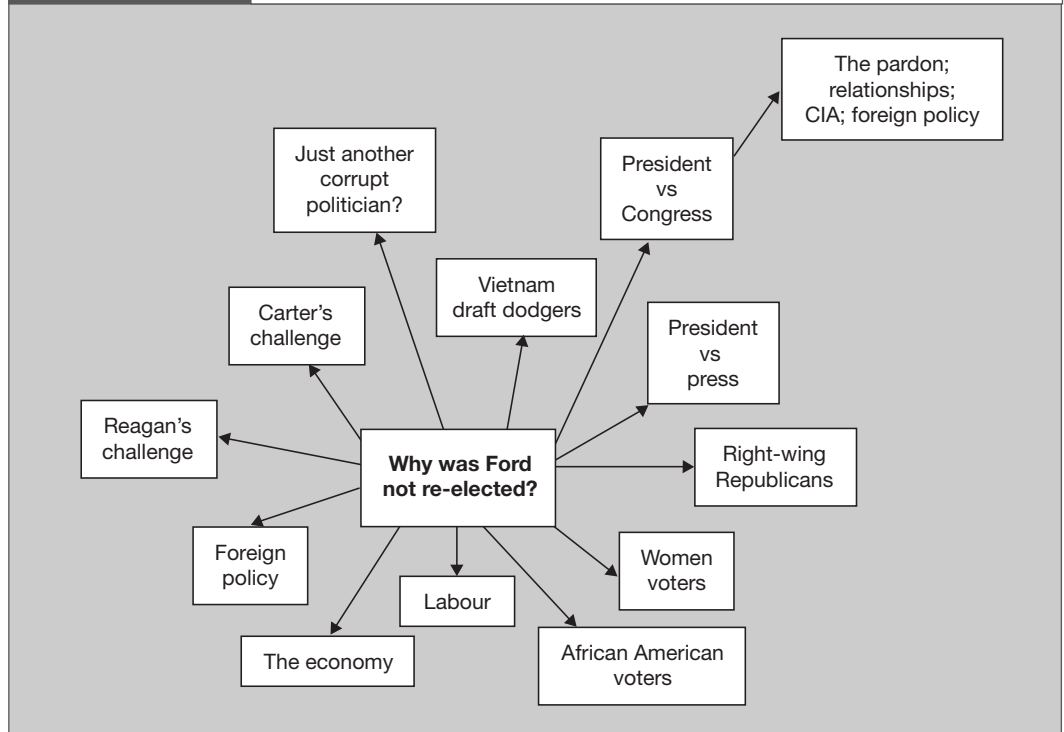 The pardon;
relationships;
CIA; foreign policy
Just another
corrupt
politician?
President
vs
Congress
Vietnam
draft dodgers
Carter's
challenge
President
vs
press
Reagan's
challenge
Why was Ford
not re-elected?
Right-wing
Republicans
Foreign
policy
Women
voters
Labour
The economy
African American
voters